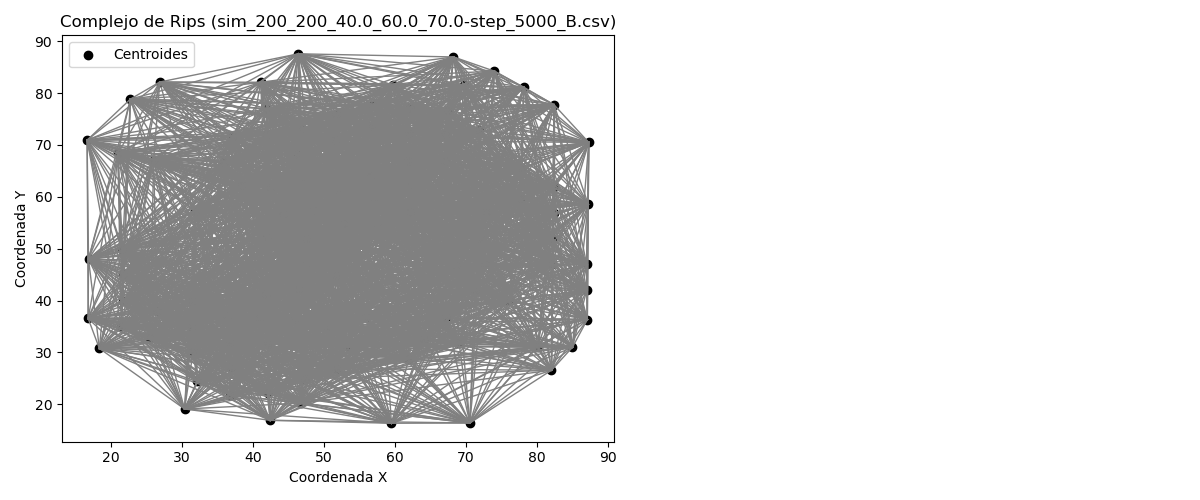 Complejo de Rips (sim_200_200_40.0_60.0_70.0-step_5000_B.csv)
Centroides
90
80
70
60
50
40
30
20
Coordenada Y
20 30 40 50 60 70 80 90
Coordenada X